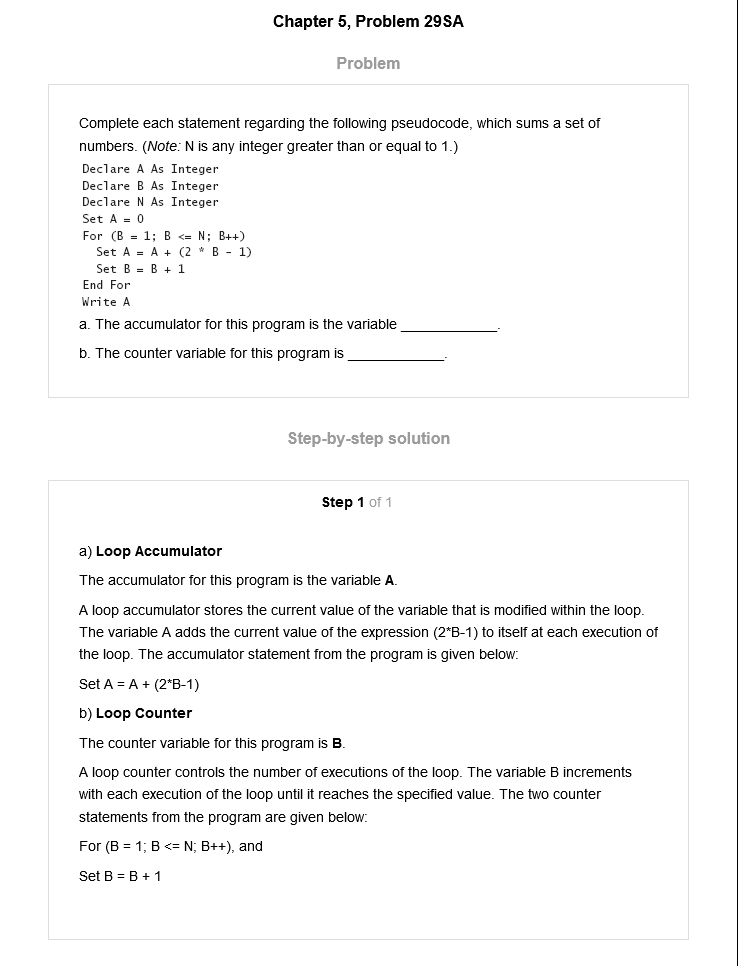 Chapter 5, Problem 29SA
Problem
Complete each statement regarding the following pseudocode, which sums a set of
numbers. (Note: N is any integer greater than or equal to 1.)
Declare A As Integer
Declare B As Integer
Declare N As Integer
Set A = 0
For (B = 1; B <= N; B++)
  Set A = A + (2 * B - 1)
  Set B = B + 1
End For
Write A
a. The accumulator for this program is the variable _____________.
b. The counter variable for this program is _____________.
Step-by-step solution
Step 1 of 1
a) Loop Accumulator
The accumulator for this program is the variable A.
A loop accumulator stores the current value of the variable that is modified within the loop.
The variable A adds the current value of the expression (2*B-1) to itself at each execution of
the loop. The accumulator statement from the program is given below:
Set A = A + (2*B-1)
b) Loop Counter
The counter variable for this program is B.
A loop counter controls the number of executions of the loop. The variable B increments
with each execution of the loop until it reaches the specified value. The two counter
statements from the program are given below:
For (B = 1; B <= N; B++), and
Set B = B + 1